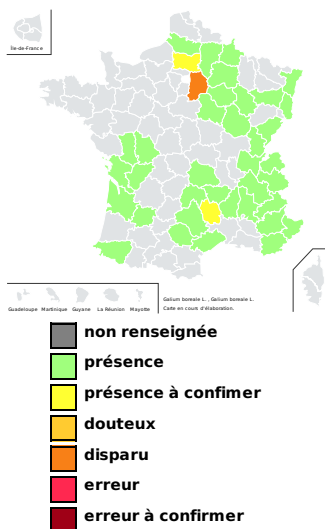 Île-de-France
Guadeloupe Martinique Guyane La Réunion Mayotte
Galium boreale L. , Galium boreale L.
Carte en cours d'élaboration.
non renseignée
présence
présence à confimer
douteux
disparu
erreur
erreur à confirmer